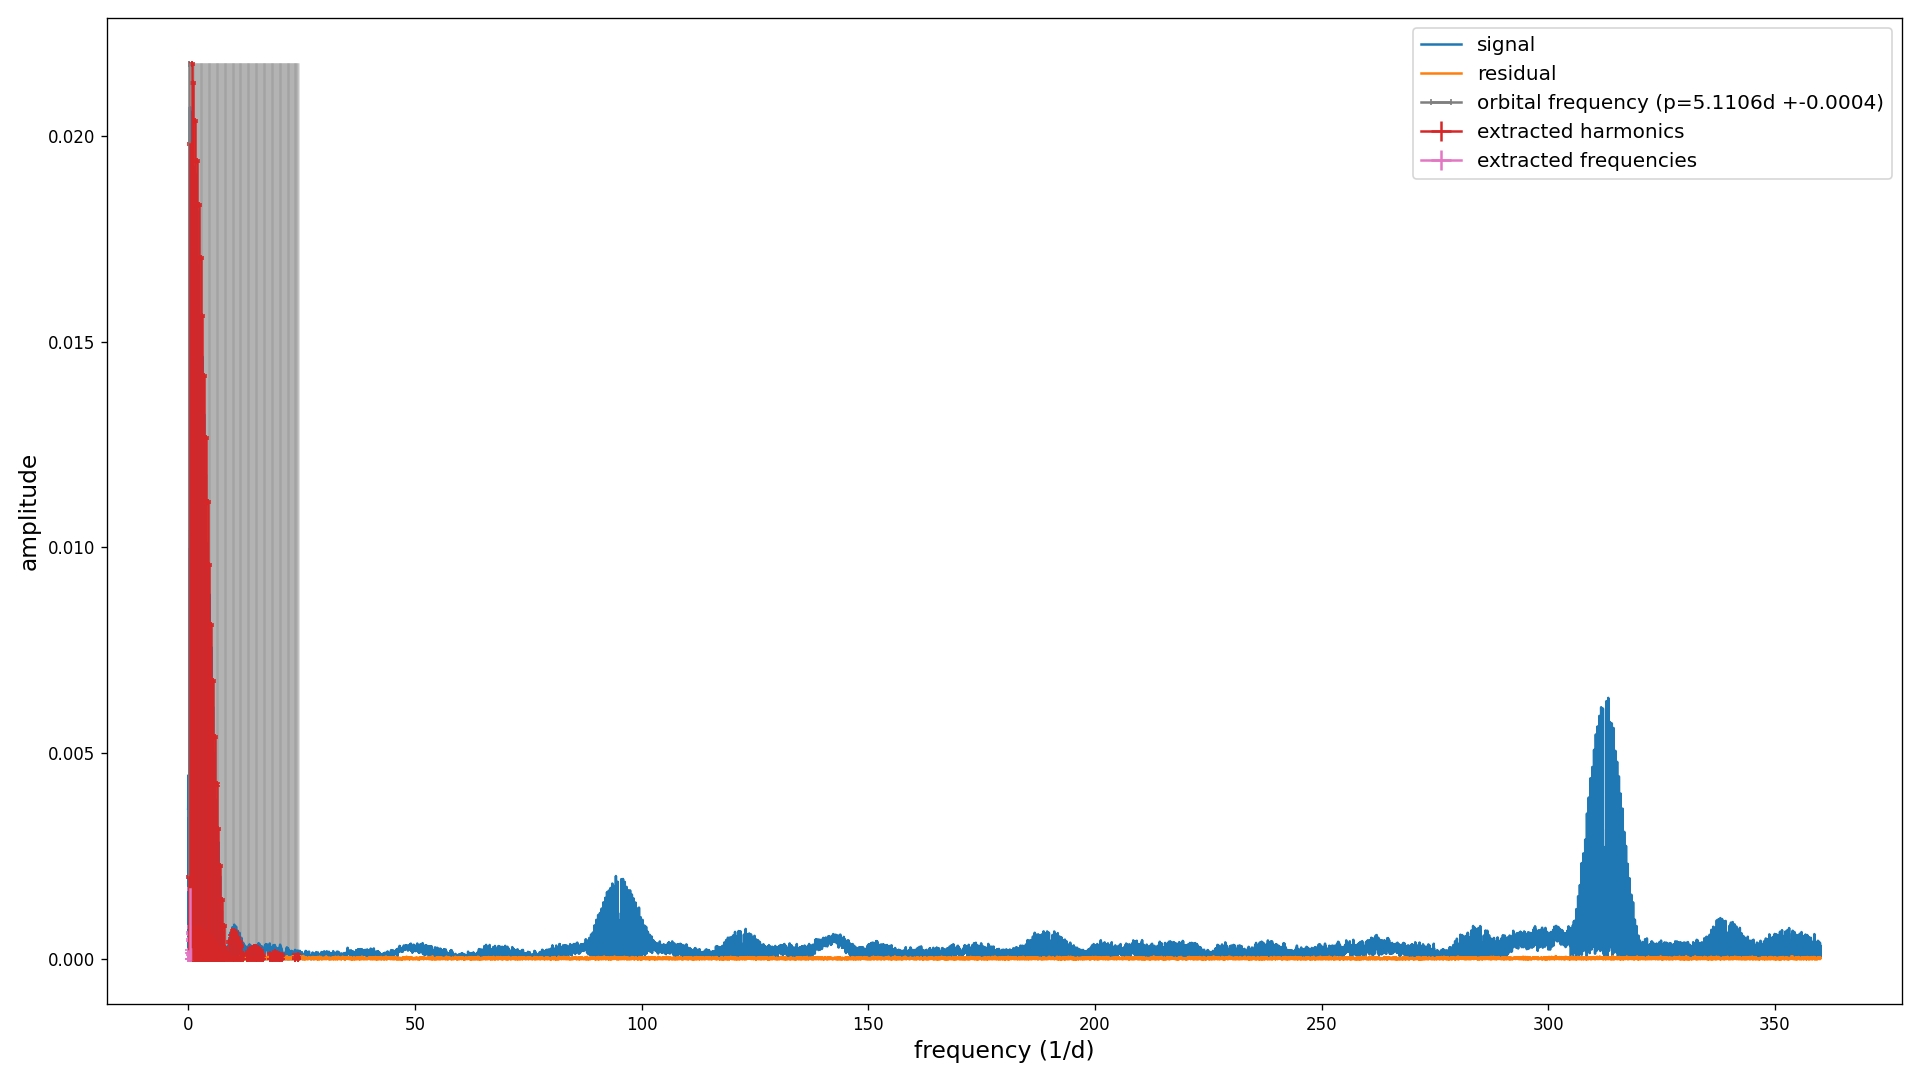 signal
residual
orbital frequency (p=5.1106d +-0.0004)
extracted harmonics
extracted frequencies
0.020
0.015
0.010
0.005
0.000
amplitude
0 50 100 150 200 250 300 350
frequency (1/d)